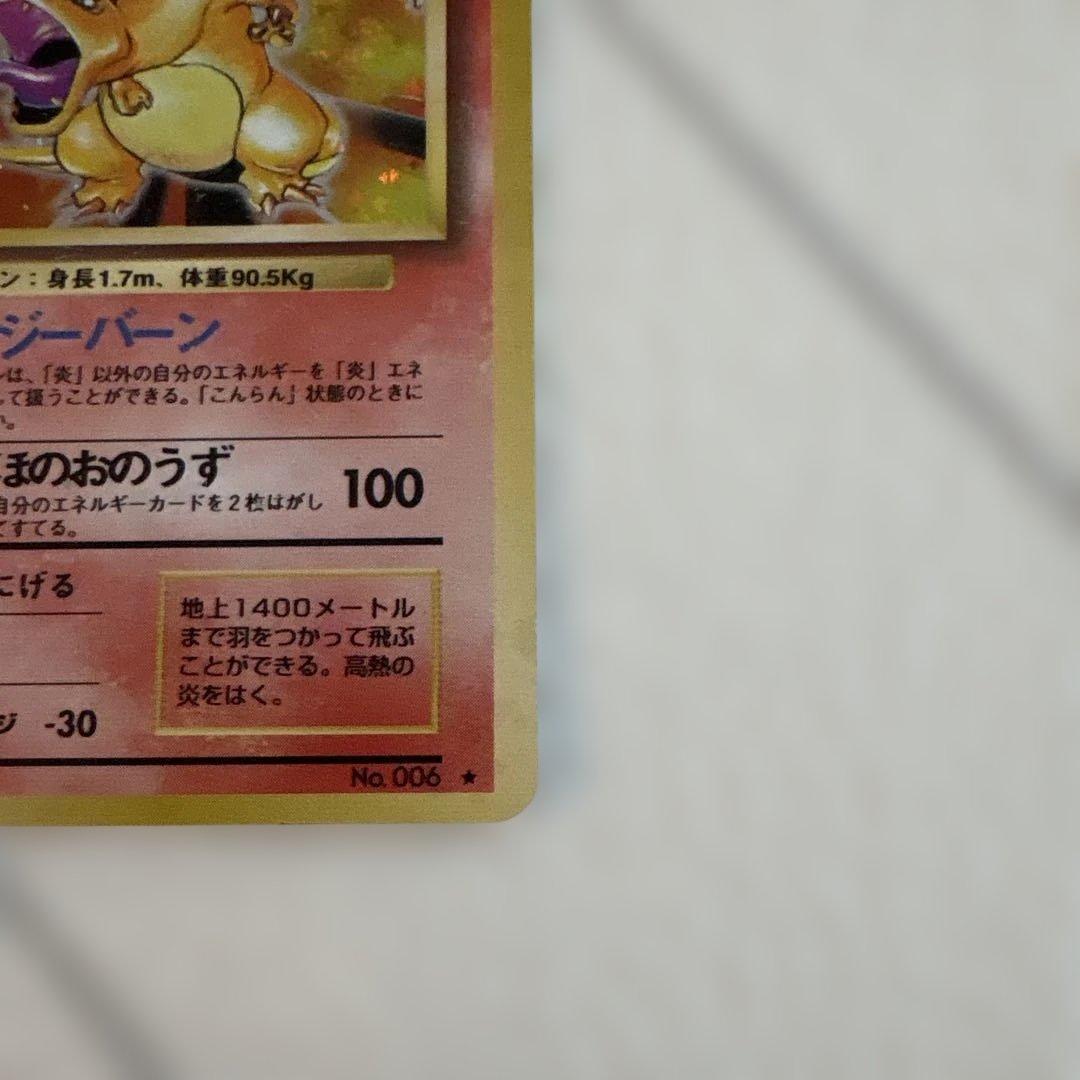 ン：身長1.7m、体重90.5Kg
ジーバーン
は、「炎」以外の自分のエネルギーを「炎」エネ
て扱うことができる。「こんらん」状態のときに
い。
ほのおのうず 100
自分のエネルギーカードを2枚はがし
てすてる。
にげる
地上1400メートル
まで羽をつかって飛ぶ
ことができる。高熱の
炎をはく。
ジ -30
No. 006 ★